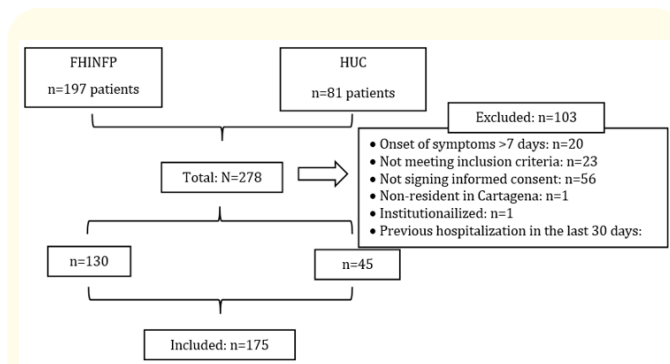 FHINFP
n=197 patients
HUC
n=81 patients
Excluded: n=103
• Onset of symptoms >7 days: n=20
• Not meeting inclusion criteria: n=23
• Not signing informed consent: n=56
• Non-resident in Cartagena: n=1
• Institutionailized: n=1
• Previous hospitalization in the last 30 days:
Total: N=278
n=130
n=45
Included: n=175